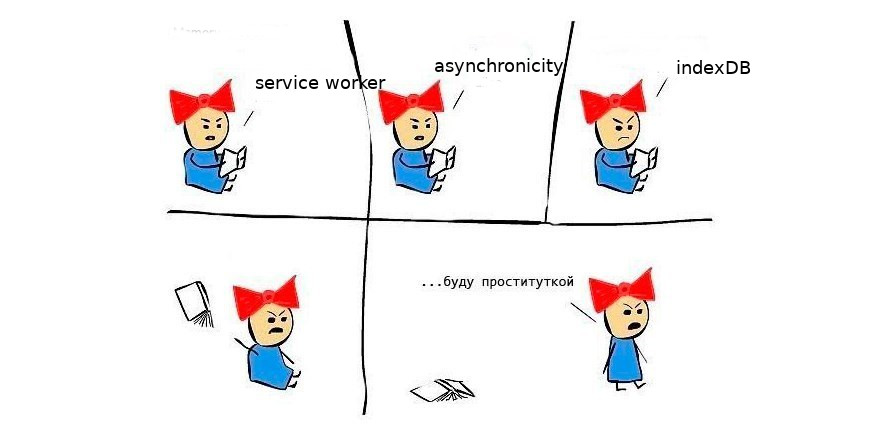 service worker
asynchronicity
indexDB
...буду проституткой